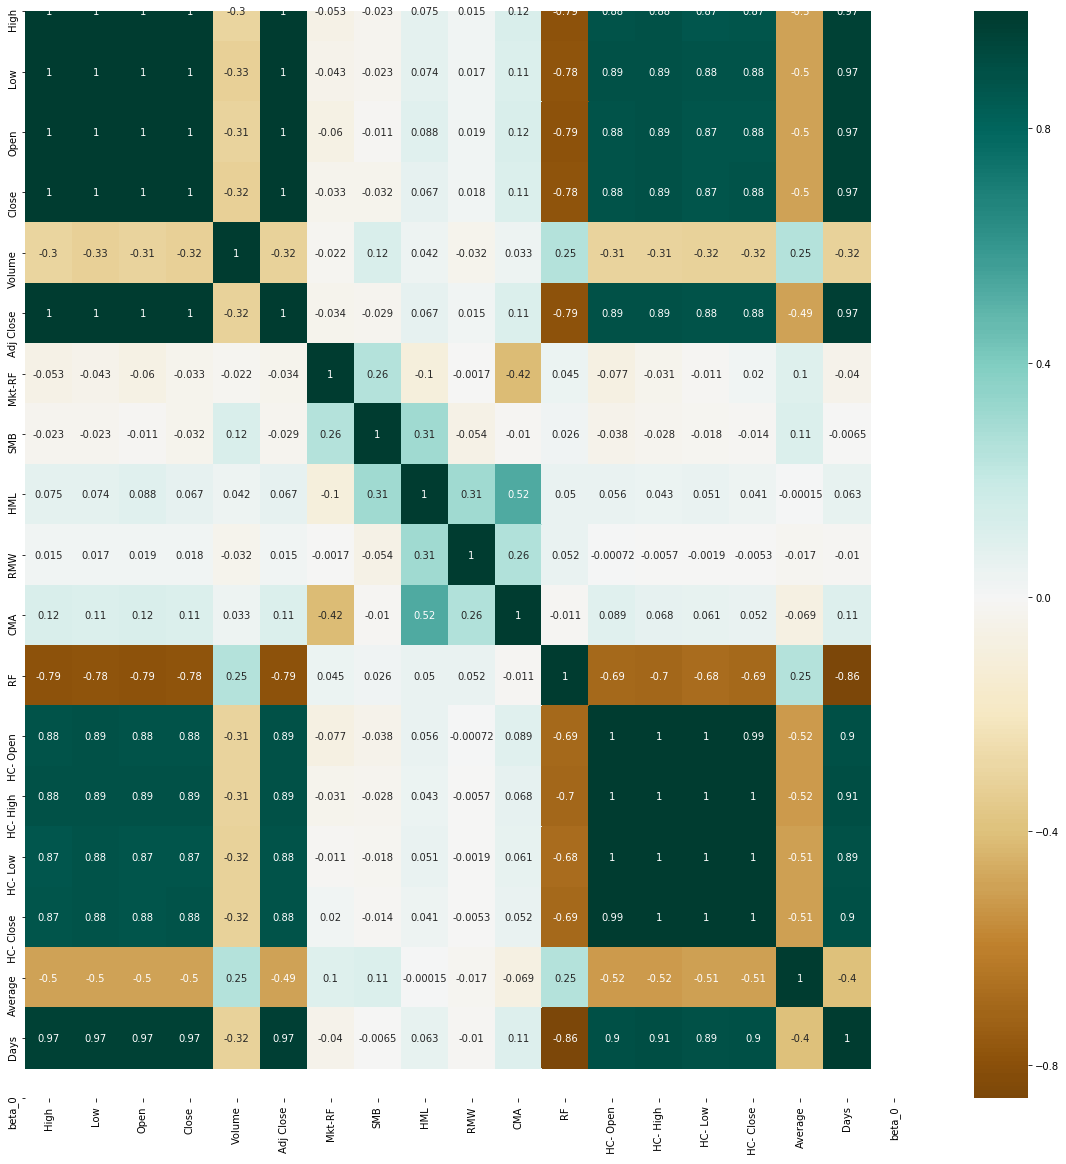 High 1 1 1 1 -0.3 1 -0.053 -0.023 0.075 0.015 0.12 -0.79 0.88 0.88 0.87 0.87 -0.5 0.97
Low 1 1 1 1 -0.33 1 -0.043 -0.023 0.074 0.017 0.11 -0.78 0.89 0.89 0.88 0.88 -0.5 0.97
Open 1 1 1 1 -0.31 1 -0.06 -0.011 0.088 0.019 0.12 -0.79 0.88 0.89 0.87 0.88 -0.5 0.97
Close 1 1 1 1 -0.32 1 -0.033 -0.032 0.067 0.018 0.11 -0.78 0.88 0.89 0.87 0.88 -0.5 0.97
Volume -0.3 -0.33 -0.31 -0.32 1 -0.32 -0.022 0.12 0.042 -0.032 0.033 0.25 -0.31 -0.31 -0.32 -0.32 0.25 -0.32
Adj Close 1 1 1 1 -0.32 1 -0.034 -0.029 0.067 0.015 0.11 -0.79 0.89 0.89 0.88 0.88 -0.49 0.97
Mkt-RF -0.053 -0.043 -0.06 -0.033 -0.022 -0.034 1 0.26 -0.1 -0.0017 -0.42 0.045 -0.077 -0.031 -0.011 0.02 0.1 -0.04
SMB -0.023 -0.023 -0.011 -0.032 0.12 -0.029 0.26 1 0.31 -0.054 -0.01 0.026 -0.038 -0.028 -0.018 -0.014 0.11 -0.0065
HML 0.075 0.074 0.088 0.067 0.042 0.067 -0.1 0.31 1 0.31 0.52 0.05 0.056 0.043 0.051 0.041 -0.00015 0.063
RMW 0.015 0.017 0.019 0.018 -0.032 0.015 -0.0017 -0.054 0.31 1 0.26 0.052 -0.00072 -0.0057 -0.0019 -0.0053 -0.017 -0.01
CMA 0.12 0.11 0.12 0.11 0.033 0.11 -0.42 -0.01 0.52 0.26 1 -0.011 0.089 0.068 0.061 0.052 -0.069 0.11
RF -0.79 -0.78 -0.79 -0.78 0.25 -0.79 0.045 0.026 0.05 0.052 -0.011 1 -0.69 -0.7 -0.68 -0.69 0.25 -0.86
HC- Open 0.88 0.89 0.88 0.88 -0.31 0.89 -0.077 -0.038 0.056 -0.00072 0.089 -0.69 1 1 1 0.99 -0.52 0.9
HC- High 0.88 0.89 0.89 0.89 -0.31 0.89 -0.031 -0.028 0.043 -0.0057 0.068 -0.7 1 1 1 1 -0.52 0.91
HC- Low 0.87 0.88 0.87 0.87 -0.32 0.88 -0.011 -0.018 0.051 -0.0019 0.061 -0.68 1 1 1 1 -0.51 0.89
HC- Close 0.87 0.88 0.88 0.88 -0.32 0.88 0.02 -0.014 0.041 -0.0053 0.052 -0.69 0.99 1 1 1 -0.51 0.9
Average -0.5 -0.5 -0.5 -0.5 0.25 -0.49 0.1 0.11 -0.00015 -0.017 -0.069 0.25 -0.52 -0.52 -0.51 -0.51 1 -0.4
Days 0.97 0.97 0.97 0.97 -0.32 0.97 -0.04 -0.0065 0.063 -0.01 0.11 -0.86 0.9 0.91 0.89 0.9 -0.4 1
beta_0
High Low Open Close Volume Adj Close Mkt-RF SMB HML RMW CMA RF HC- Open HC- High HC- Low HC- Close Average Days beta_0
0.8
0.4
0.0
−0.4
−0.8